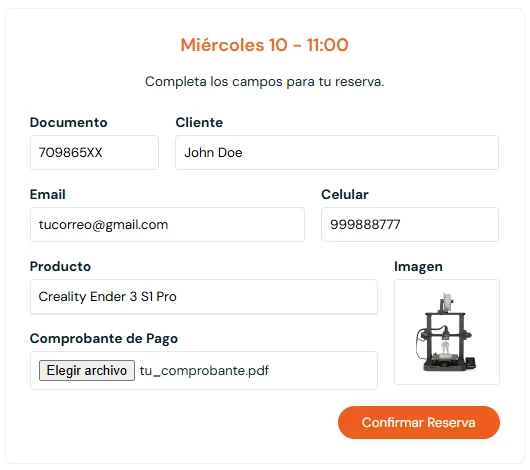 Miércoles 10 - 11:00
Completa los campos para tu reserva.
Documento Cliente
709865XX John Doe
Email Celular
tucorreo@gmail.com 999888777
Producto Imagen
Creality Ender 3 S1 Pro
Comprobante de Pago
Elegir archivo tu_comprobante.pdf
Confirmar Reserva